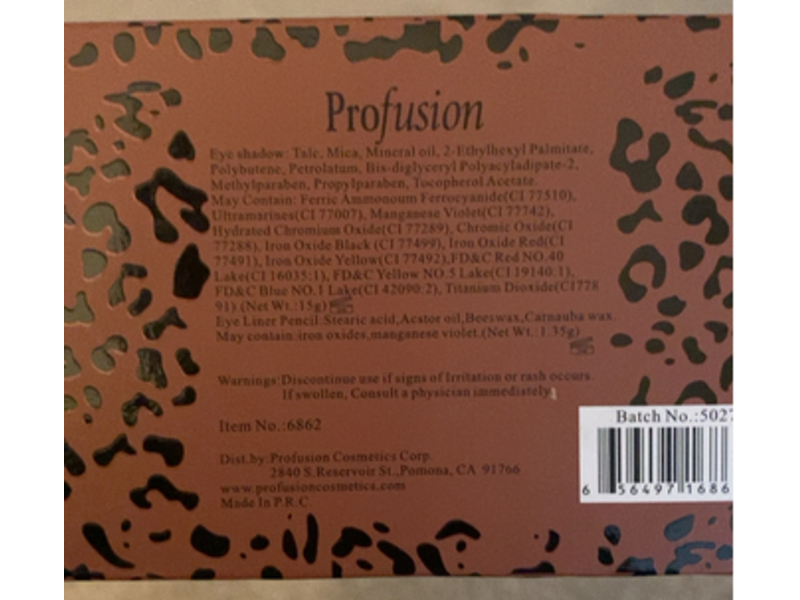 Profusion
Eye shadow: Talc, Mica, Mineral oil, 2-Ethylhexyl Palmitate,
Polybutene, Petrolatum, Bis-diglyceryl Polyacyladipate-2,
Methylparaben, Propylparaben, Tocopherol Acetate.
May Contain: Ferric Ammonoum Ferrocyanide(CI 77510),
Ultramarines(CI 77007), Manganese Violet(CI 77742),
Hydrated Chromium Oxide(CI 77289), Chromic Oxide(CI
77288), Iron Oxide Black (CI 77499), Iron Oxide Red(CI
77491), Iron Oxide Yellow(CI 77492),FD&C Red NO.40
Lake(CI 16035:1), FD&C Yellow NO.5 Lake(CI 19140:1),
FD&C Blue NO.1 Lake(CI 42090:2), Titanium Dioxide(CI778
91) (Net Wt.:15g)
Eye Liner Pencil:Stearic acid,Acstor oil,Beeswax,Carnauba wax.
May contain:iron oxides,manganese violet.(Net Wt.:1.35g)
Warnings:Discontinue use if signs of Irritation or rash occurs.
If swollen, Consult a physician immediately.
Item No.:6862
Batch No.:5027
Dist.by:Profusion Cosmetics Corp.
2840 S.Reservoir St.,Pomona, CA 91766
www.profusioncosmetics.com
Made In P.R.C
6 56497 1686